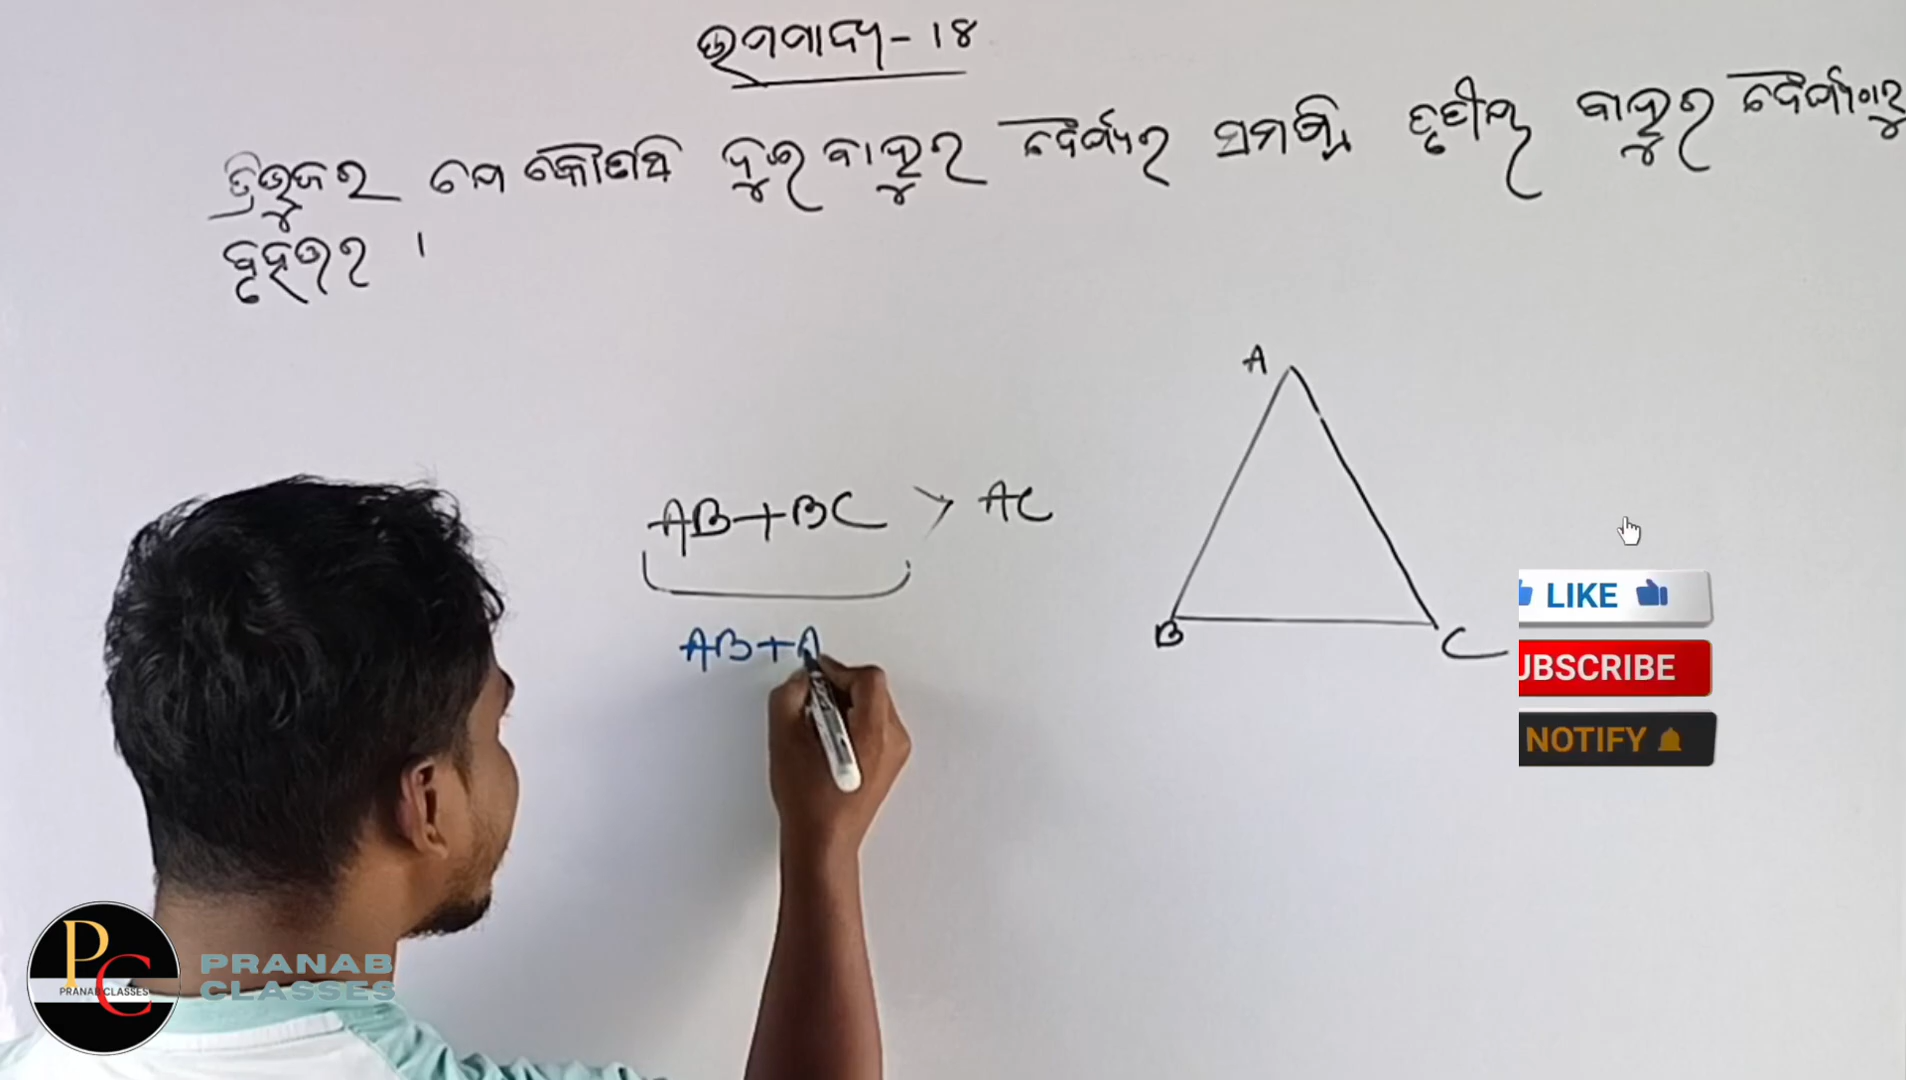 ଉପପାଦ୍ୟ - ୧୪
ତ୍ରିଭୁଜର ଯେ କୌଣସି ଦୁଇ ବାହୁର ଦୈର୍ଘ୍ୟର ସମଷ୍ଟି ତୃତୀୟ ବାହୁର ଦୈର୍ଘ୍ୟଠାରୁ
ବୃହତ୍ତର ।
A
AB+BC > AC
AB+A
B
C
LIKE
UBSCRIBE
NOTIFY
PC
PRANAB CLASSES
PRANAB
CLASSES